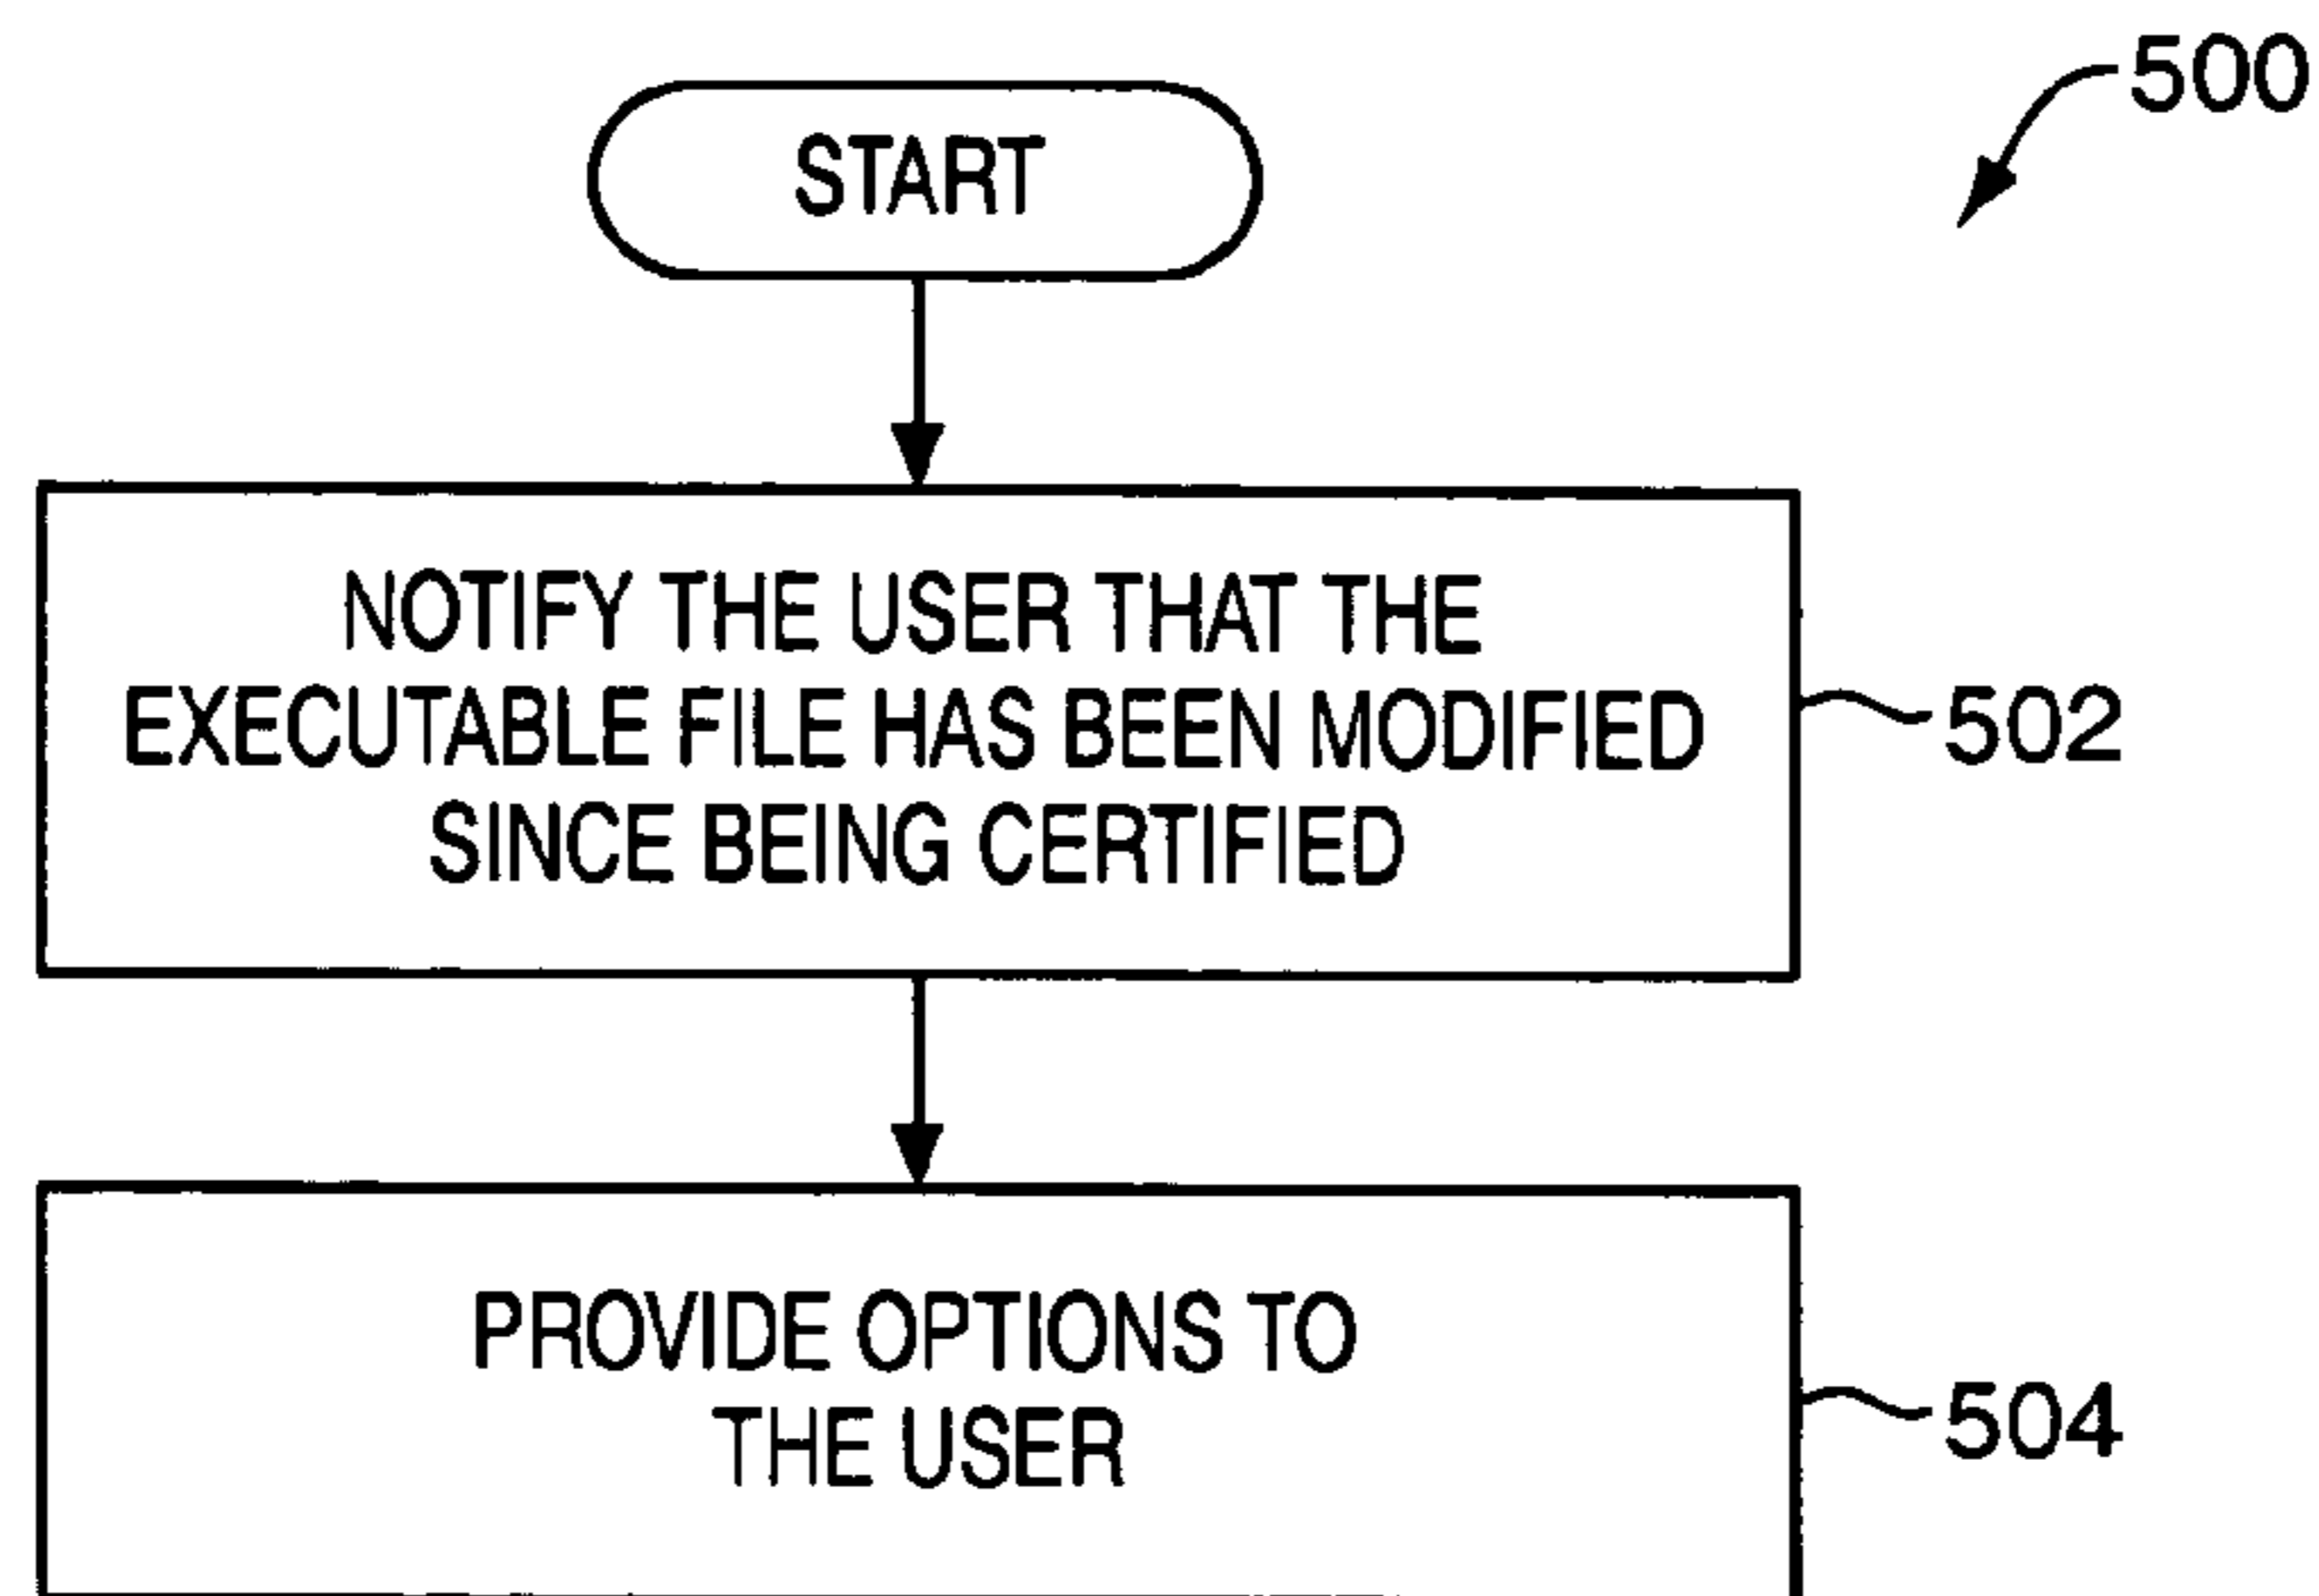 500
START
NOTIFY THE USER THAT THE
EXECUTABLE FILE HAS BEEN MODIFIED
SINCE BEING CERTIFIED
502
PROVIDE OPTIONS TO
THE USER
504